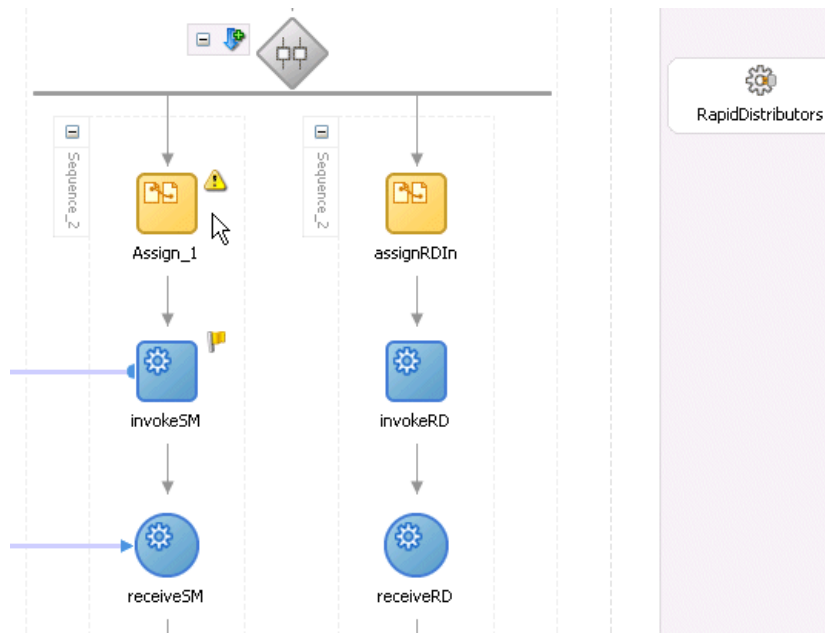 RapidDistributors
Sequence_2
Sequence_2
Assign_1
assignRDIn
invokeSM
invokeRD
receiveSM
receiveRD